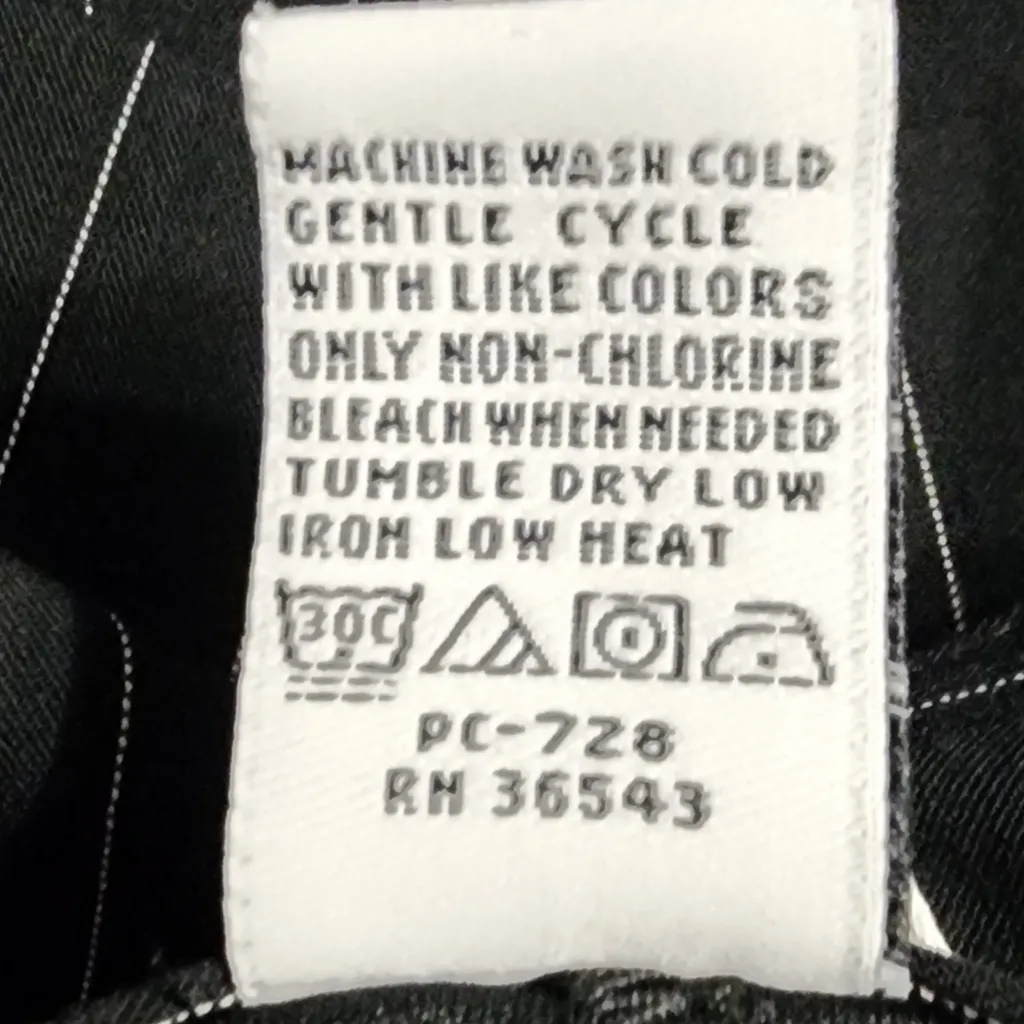 MACHINE WASH COLD
GENTLE CYCLE
WITH LIKE COLORS
ONLY NON-CHLORINE
BLEACH WHEN NEEDED
TUMBLE DRY LOW
IRON LOW HEAT
30C
PC-728
RN 36543